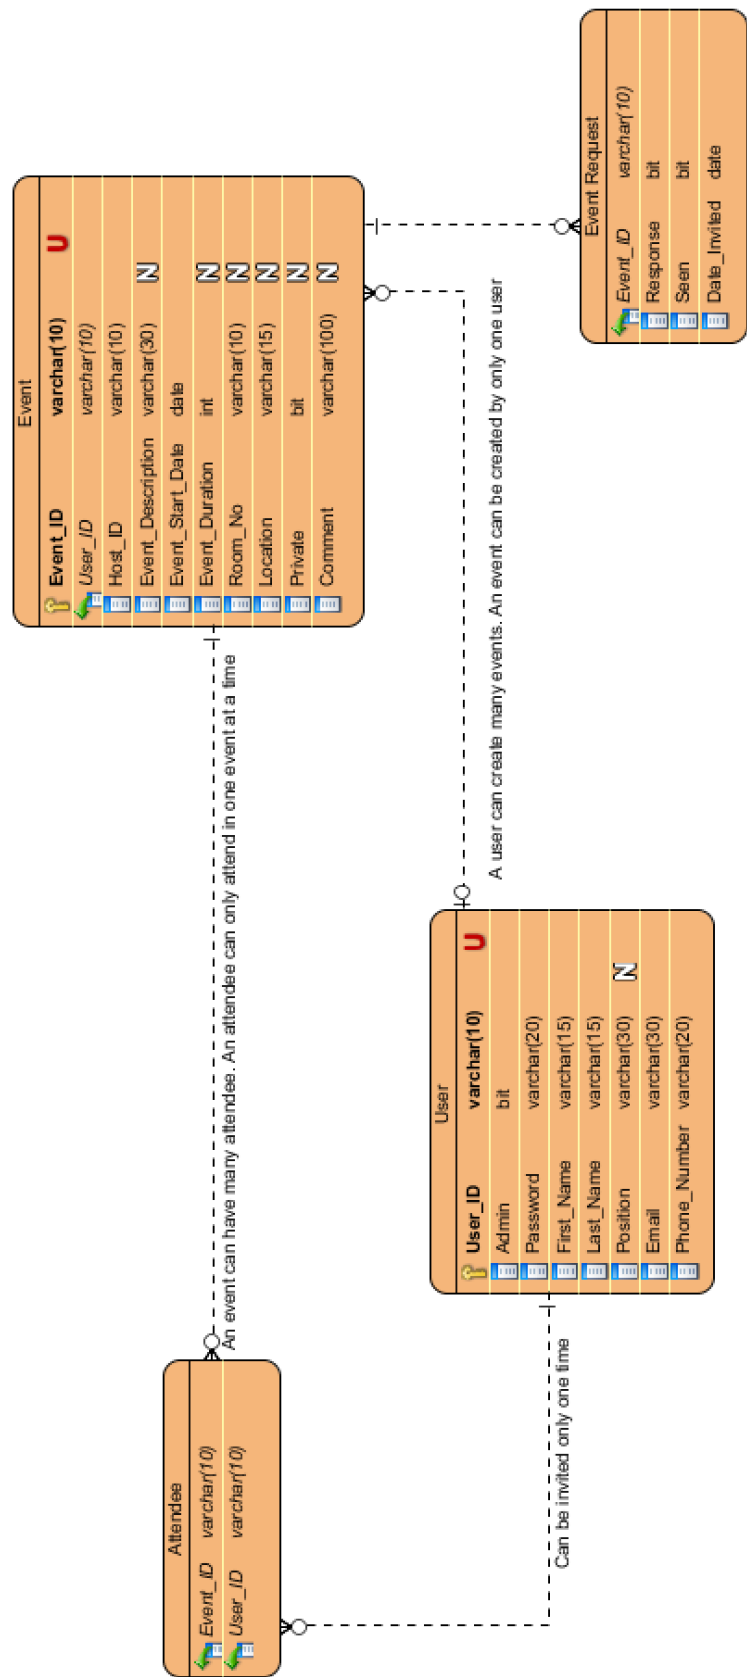 Attendee
Event_ID varchar(10)
User_ID varchar(10)
An event can have many attendee. An attendee can only attend in one event at a time
Event
Event_ID varchar(10) U
User_ID varchar(10)
Host_ID varchar(10)
Event_Description varchar(30) N
Event_Start_Date date
Event_Duration int N
Room_No varchar(10) N
Location varchar(15) N
Private bit N
Comment varchar(100) N
User
User_ID varchar(10) U
Admin bit
Password varchar(20)
First_Name varchar(15)
Last_Name varchar(15)
Position varchar(30) N
Email varchar(30)
Phone_Number varchar(20)
Can be invited only one time
A user can create many events. An event can be created by only one user
Event Request
Event_ID varchar(10)
Response bit
Seen bit
Date_Invited date